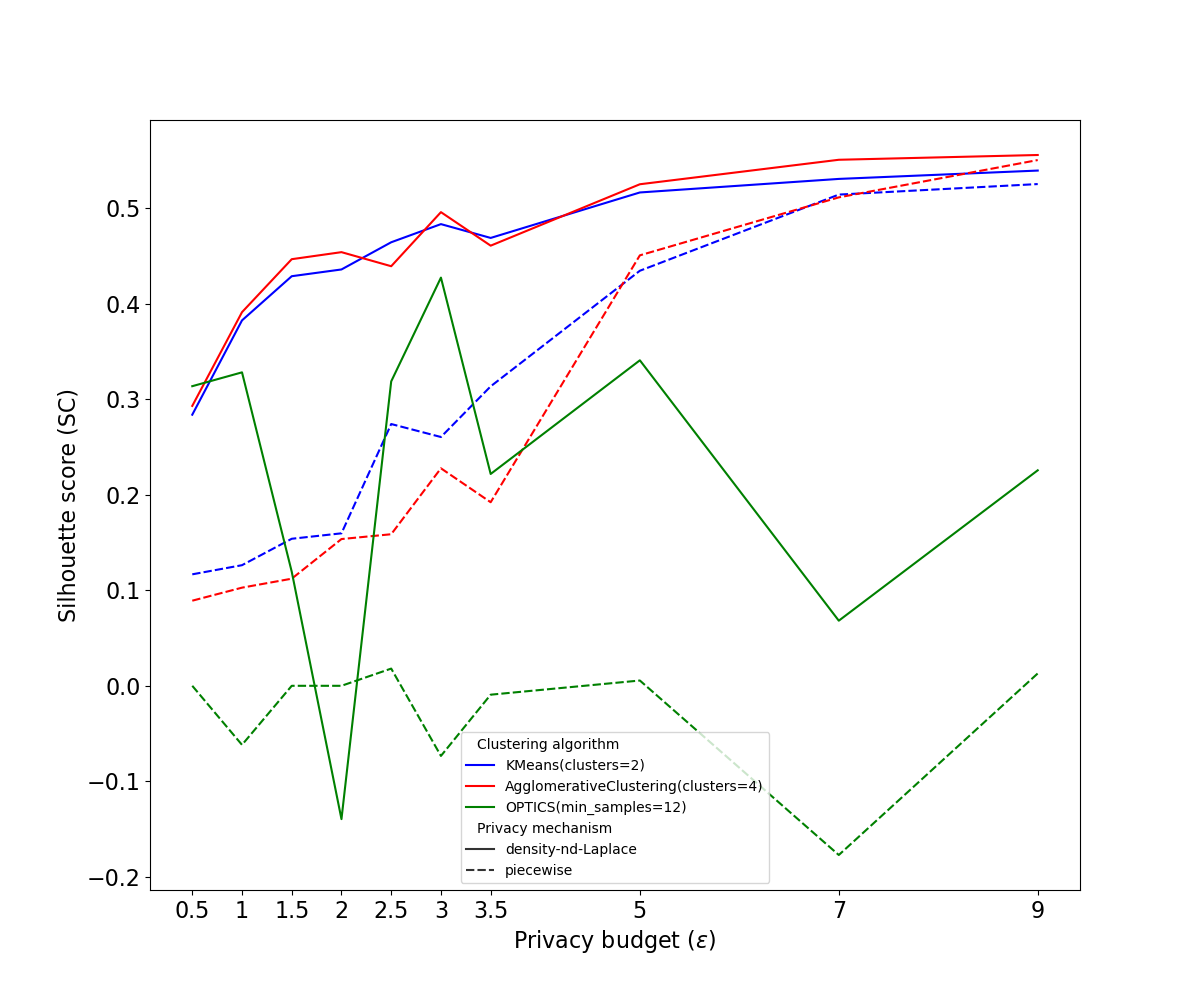 0.5
0.4
0.3
0.2
0.1
0.0
−0.1
−0.2
Silhouette score (SC)
Clustering algorithm
KMeans(clusters=2)
AgglomerativeClustering(clusters=4)
OPTICS(min_samples=12)
Privacy mechanism
density-nd-Laplace
piecewise
0.5 1 1.5 2 2.5 3 3.5 5 7 9
Privacy budget (ε)